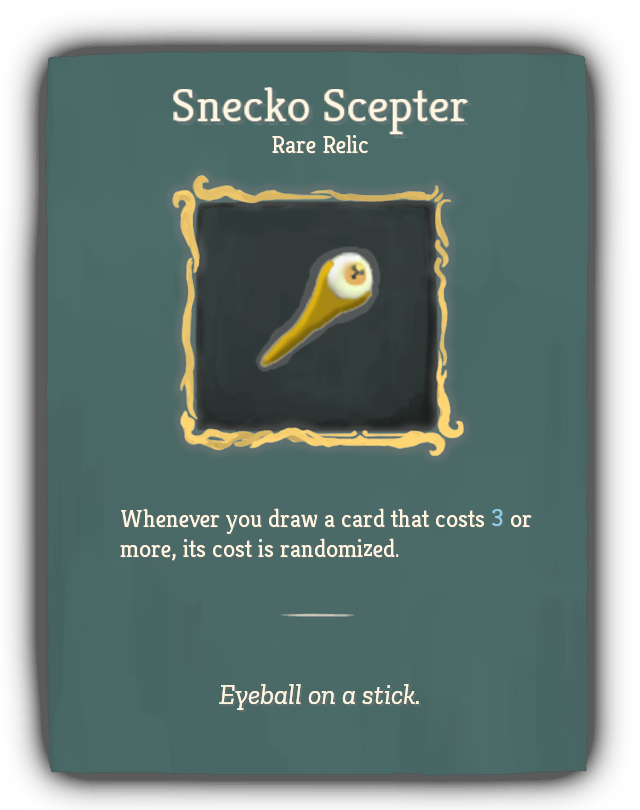 Snecko Scepter
Rare Relic
Whenever you draw a card that costs 3 or
more, its cost is randomized.
Eyeball on a stick.